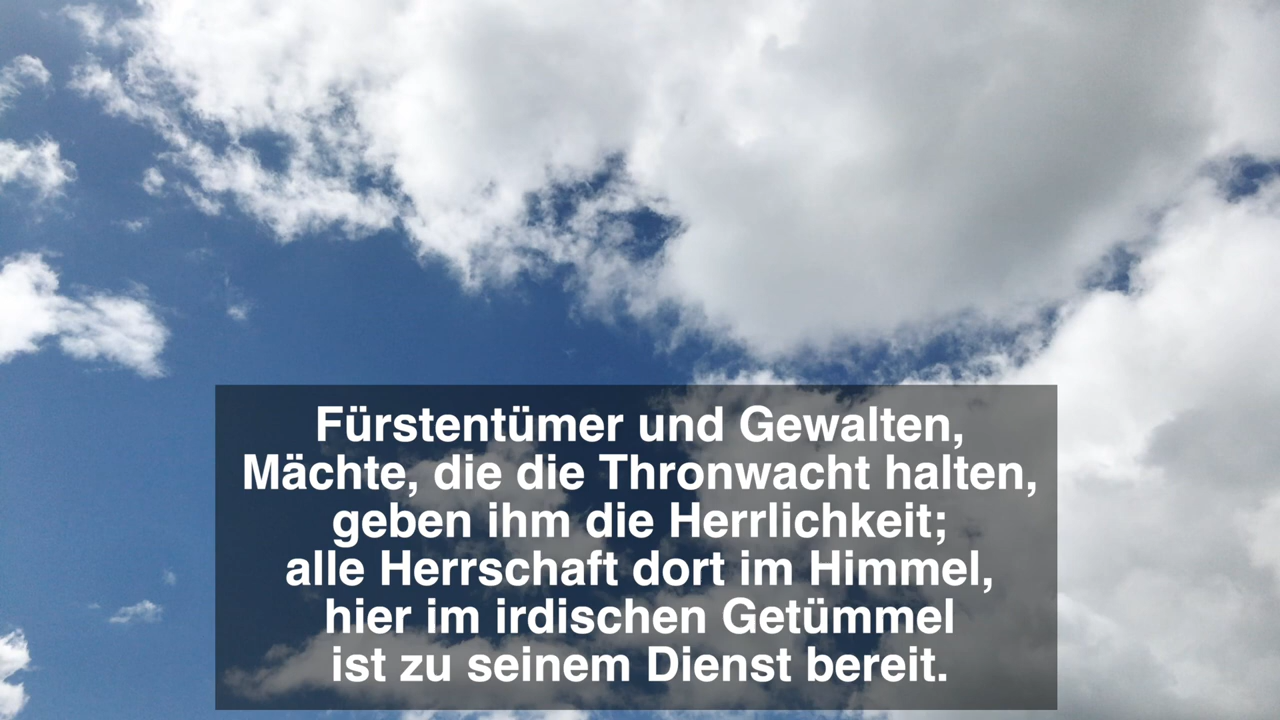 Fürstentümer und Gewalten,
Mächte, die die Thronwacht halten,
geben ihm die Herrlichkeit;
alle Herrschaft dort im Himmel,
hier im irdischen Getümmel
ist zu seinem Dienst bereit.